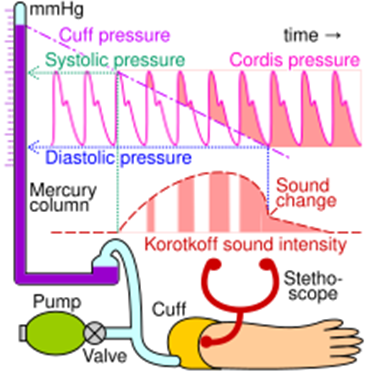 mmHg
Cuff pressure
time →
Systolic pressure
Cordis pressure
Diastolic pressure
Mercury
column
Sound
change
Korotkoff sound intensity
Stetho-
scope
Pump
Cuff
Valve